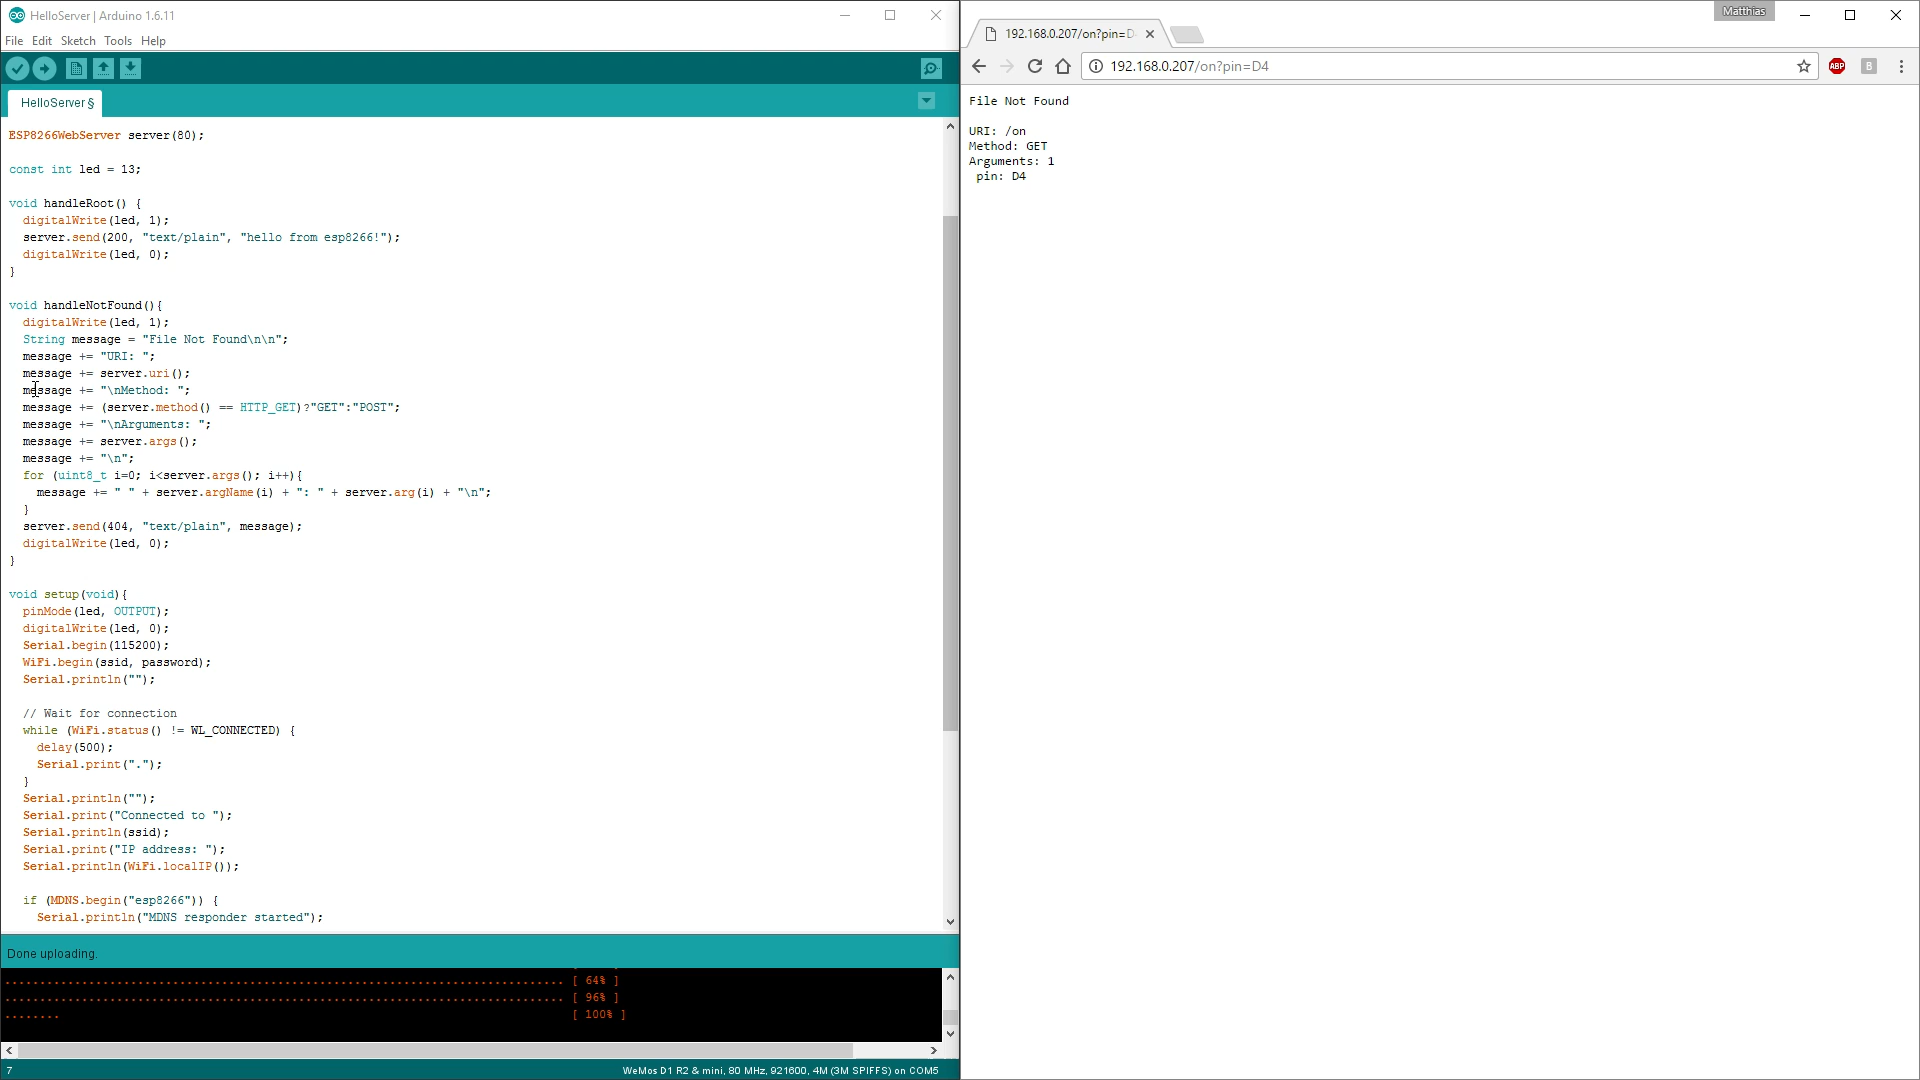 HelloServer | Arduino 1.6.11
File Edit Sketch Tools Help
HelloServer §
ESP8266WebServer server(80);
const int led = 13;
void handleRoot() {
digitalWrite(led, 1);
server.send(200, "text/plain", "hello from esp8266!");
digitalWrite(led, 0);
}
void handleNotFound(){
digitalWrite(led, 1);
String message = "File Not Found\n\n";
message += "URI: ";
message += server.uri();
message += "\nMethod: ";
message += (server.method() == HTTP_GET)?"GET":"POST";
message += "\nArguments: ";
message += server.args();
message += "\n";
for (uint8_t i=0; i<server.args(); i++){
message += " " + server.argName(i) + ": " + server.arg(i) + "\n";
}
server.send(404, "text/plain", message);
digitalWrite(led, 0);
}
void setup(void){
pinMode(led, OUTPUT);
digitalWrite(led, 0);
Serial.begin(115200);
WiFi.begin(ssid, password);
Serial.println("");
// Wait for connection
while (WiFi.status() != WL_CONNECTED) {
delay(500);
Serial.print(".");
}
Serial.println("");
Serial.print("Connected to ");
Serial.println(ssid);
Serial.print("IP address: ");
Serial.println(WiFi.localIP());
if (MDNS.begin("esp8266")) {
Serial.println("MDNS responder started");
Done uploading.
................................................................................ [ 64% ]
................................................................................ [ 96% ]
........ [ 100% ]
7
WeMos D1 R2 & mini, 80 MHz, 921600, 4M (3M SPIFFS) on COM5
Matthias
192.168.0.207/on?pin=D
192.168.0.207/on?pin=D4
ABP
B
File Not Found
URI: /on
Method: GET
Arguments: 1
pin: D4